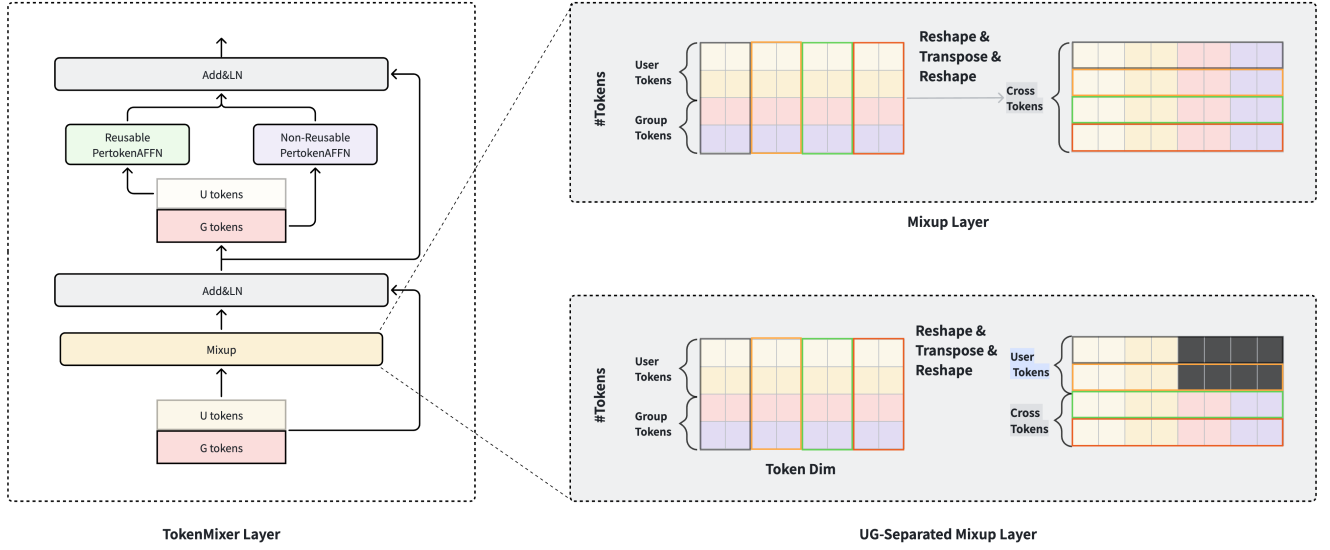 Add&LN
Reusable
PertokenAFFN
Non-Reusable
PertokenAFFN
U tokens
G tokens
Add&LN
Mixup
U tokens
G tokens
TokenMixer Layer
#Tokens
User
Tokens
Group
Tokens
Reshape &
Transpose &
Reshape
Cross
Tokens
Mixup Layer
#Tokens
User
Tokens
Group
Tokens
Token Dim
Reshape &
Transpose &
Reshape
User
Tokens
Cross
Tokens
UG-Separated Mixup Layer